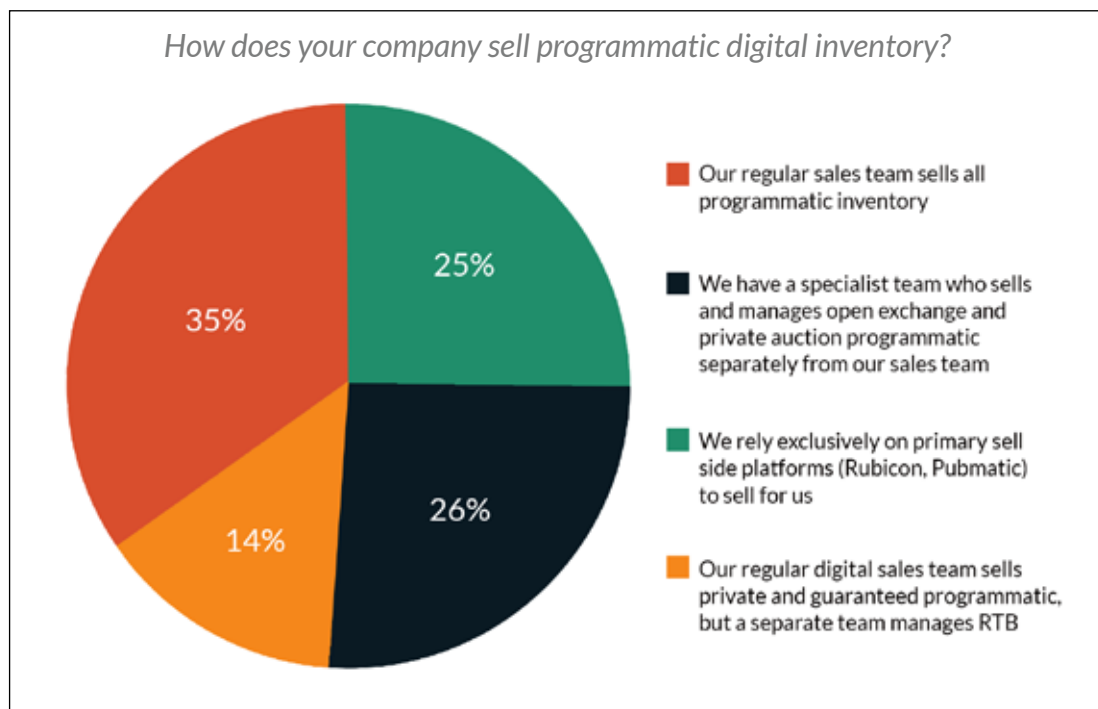 How does your company sell programmatic digital inventory?
25%
35%
26%
14%
Our regular sales team sells all
programmatic inventory
We have a specialist team who sells
and manages open exchange and
private auction programmatic
separately from our sales team
We rely exclusively on primary sell
side platforms (Rubicon, Pubmatic)
to sell for us
Our regular digital sales team sells
private and guaranteed programmatic,
but a separate team manages RTB